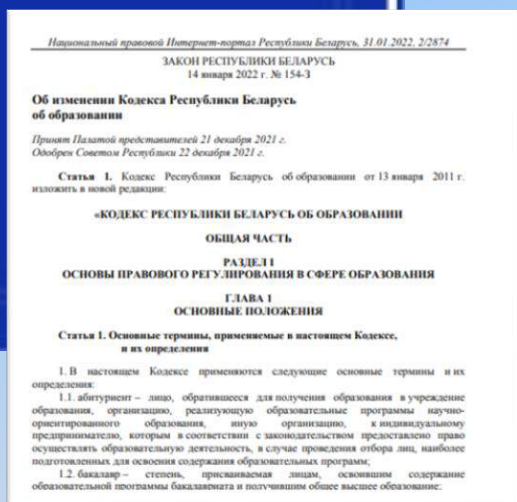 Национальный правовой Интернет-портал Республики Беларусь, 31.01.2022, 2/2874
ЗАКОН РЕСПУБЛИКИ БЕЛАРУСЬ
14 января 2022 г. № 154-З
Об изменении Кодекса Республики Беларусь
об образовании
Принят Палатой представителей 21 декабря 2021 г.
Одобрен Советом Республики 22 декабря 2021 г.
Статья 1. Кодекс Республики Беларусь об образовании от 13 января 2011 г.
изложить в новой редакции:
«КОДЕКС РЕСПУБЛИКИ БЕЛАРУСЬ ОБ ОБРАЗОВАНИИ
ОБЩАЯ ЧАСТЬ
РАЗДЕЛ I
ОСНОВЫ ПРАВОВОГО РЕГУЛИРОВАНИЯ В СФЕРЕ ОБРАЗОВАНИЯ
ГЛАВА 1
ОСНОВНЫЕ ПОЛОЖЕНИЯ
Статья 1. Основные термины, применяемые в настоящем Кодексе,
и их определения
1. В настоящем Кодексе применяются следующие основные термины и их
определения:
1.1. абитуриент – лицо, обратившееся для получения образования в учреждение
образования, организацию, реализующую образовательные программы научно-
ориентированного образования, иную организацию, к индивидуальному
предпринимателю, которым в соответствии с законодательством предоставлено право
осуществлять образовательную деятельность, в случае проведения отбора лиц, наиболее
подготовленных для освоения содержания образовательных программ;
1.2. бакалавр – степень, присваиваемая лицам, освоившим содержание
образовательной программы бакалавриата и получившим общее высшее образование;